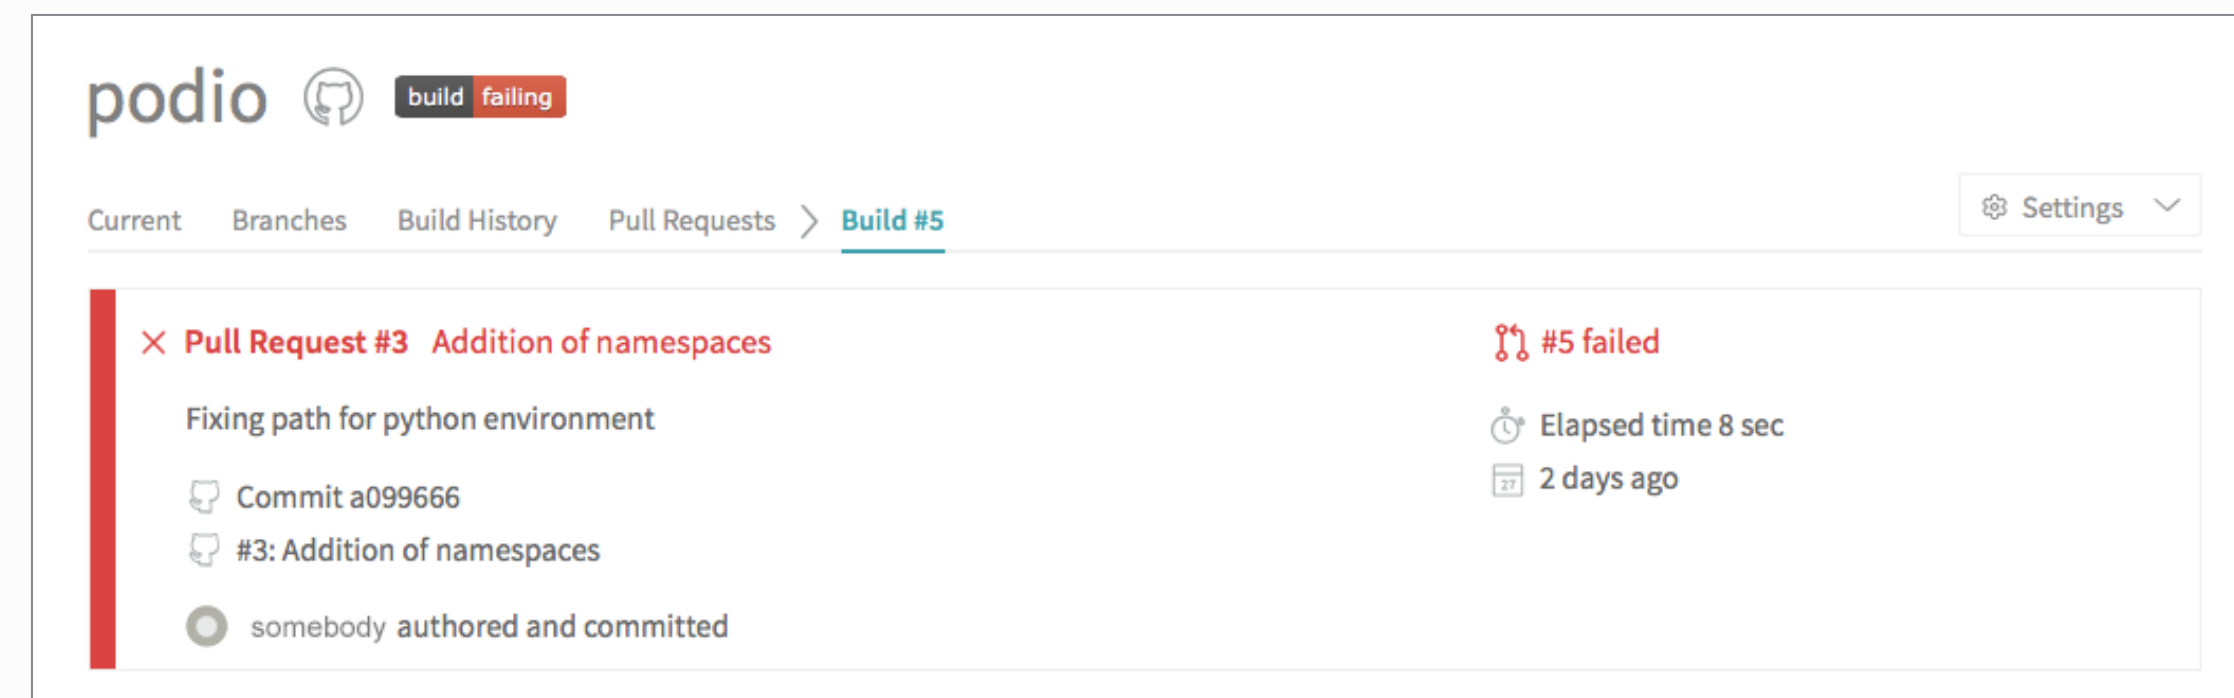 podio build failing
Current Branches Build History Pull Requests Build #5 Settings
Pull Request #3 Addition of namespaces #5 failed
Fixing path for python environment Elapsed time 8 sec
Commit a099666 27 2 days ago
#3: Addition of namespaces
somebody authored and committed